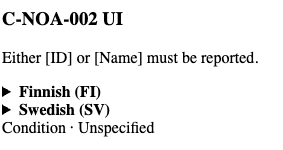 C-NOA-002 UI
Either [ID] or [Name] must be reported.
▶ Finnish (FI)
▶ Swedish (SV)
Condition · Unspecified